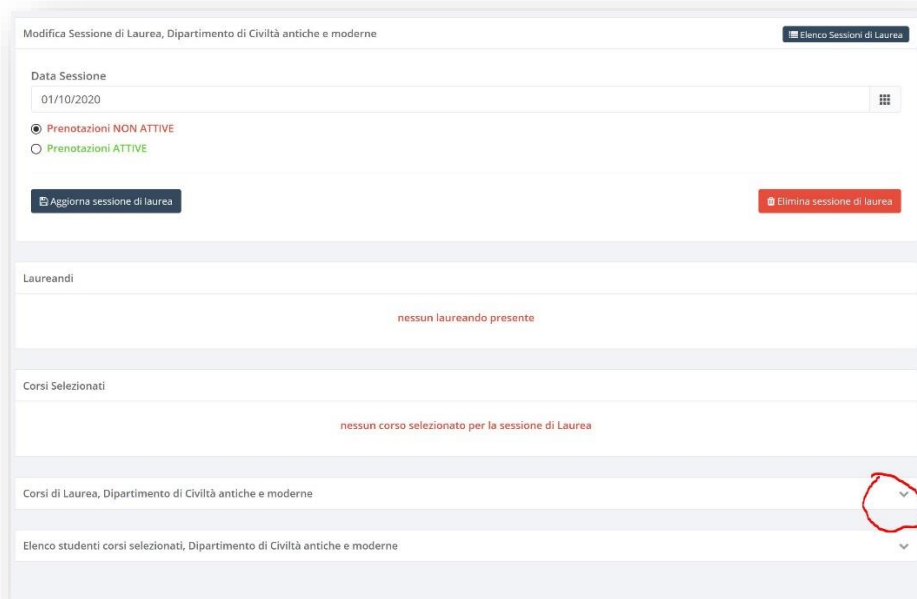 Modifica Sessione di Laurea, Dipartimento di Civiltà antiche e moderne
Elenco Sessioni di Laurea
Data Sessione
01/10/2020
Prenotazioni NON ATTIVE
Prenotazioni ATTIVE
Aggiorna sessione di laurea
Elimina sessione di laurea
Laureandi
nessun laureando presente
Corsi Selezionati
nessun corso selezionato per la sessione di Laurea
Corsi di Laurea, Dipartimento di Civiltà antiche e moderne
Elenco studenti corsi selezionati, Dipartimento di Civiltà antiche e moderne